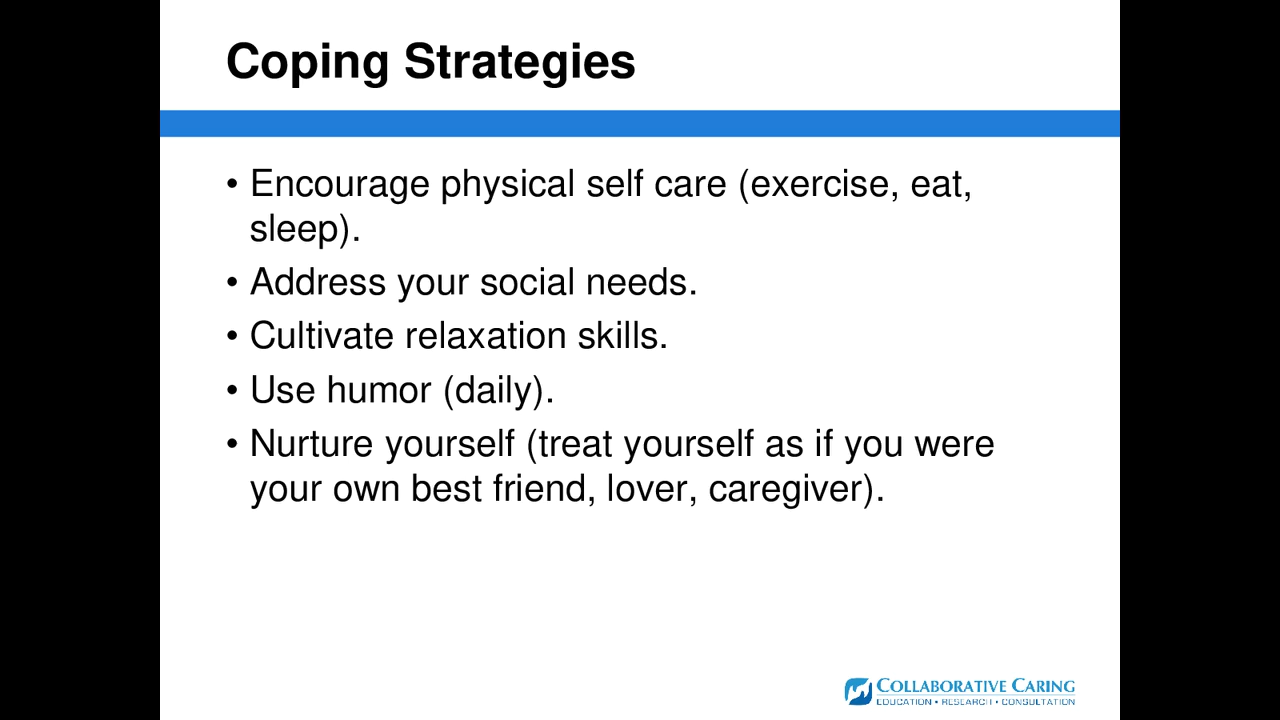 Coping Strategies
• Encourage physical self care (exercise, eat,
sleep).
• Address your social needs.
• Cultivate relaxation skills.
• Use humor (daily).
• Nurture yourself (treat yourself as if you were
your own best friend, lover, caregiver).
COLLABORATIVE CARING
EDUCATION • RESEARCH • CONSULTATION